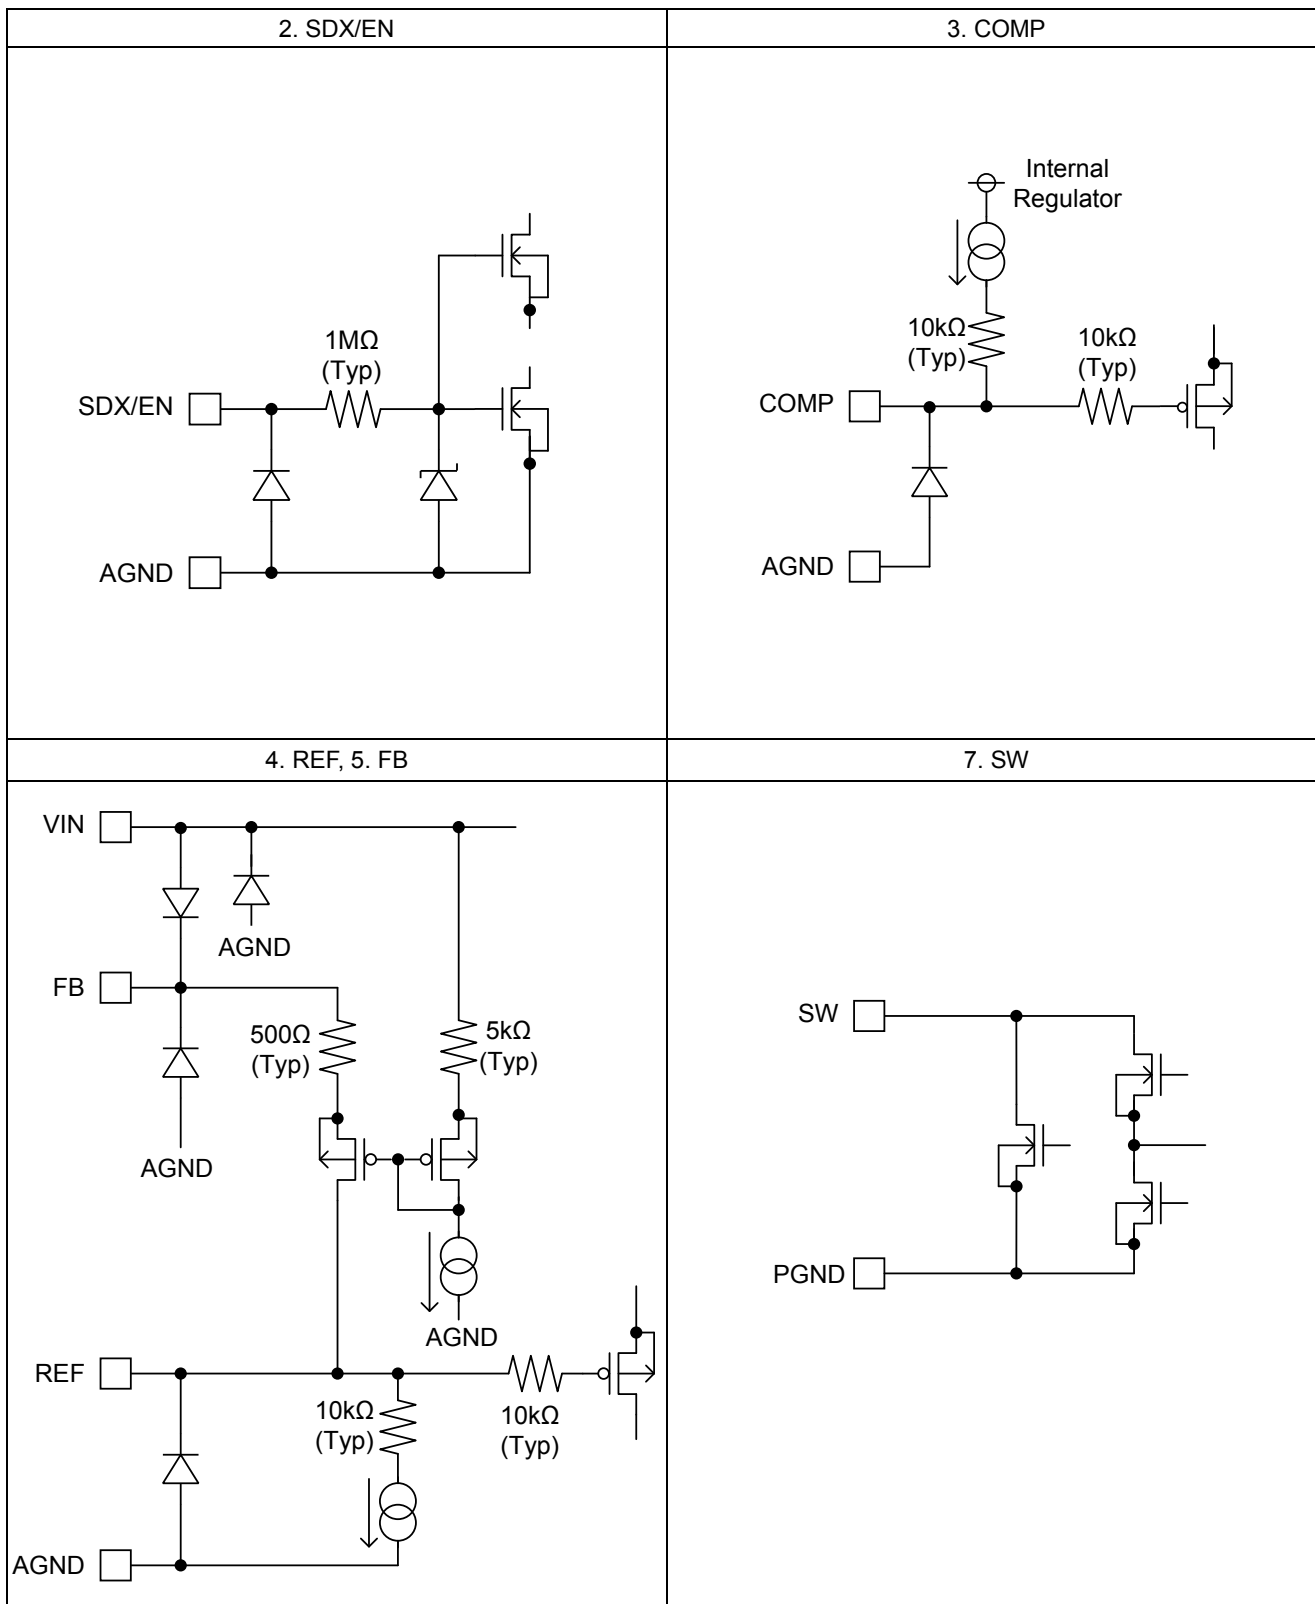 2. SDX/EN
3. COMP
1MΩ
(Typ)
SDX/EN
AGND
Internal
Regulator
10kΩ
(Typ)
10kΩ
(Typ)
COMP
AGND
4. REF, 5. FB
7. SW
VIN
AGND
FB
500Ω
(Typ)
5kΩ
(Typ)
AGND
AGND
REF
10kΩ
(Typ)
10kΩ
(Typ)
AGND
SW
PGND